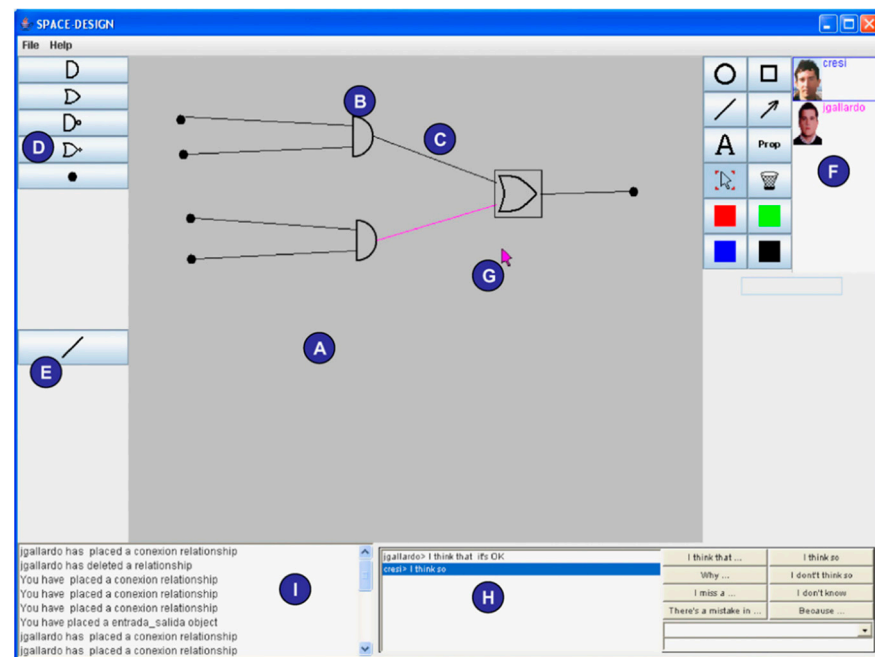 SPACE-DESIGN
File Help
B
C
D
E
A
G
cresi
jgallardo
A
Prop
F
jgallardo has placed a conexion relationship
jgallardo has deleted a relationship
You have placed a conexion relationship
You have placed a conexion relationship
You have placed a conexion relationship
You have placed a entrada_salida object
jgallardo has placed a conexion relationship
jgallardo has placed a conexion relationship
I
jgallardo> I think that it's OK
cresi> I think so
H
I think that ... I think so
Why ... I dont't think so
I miss a ... I don't know
There's a mistake in ... Because ...